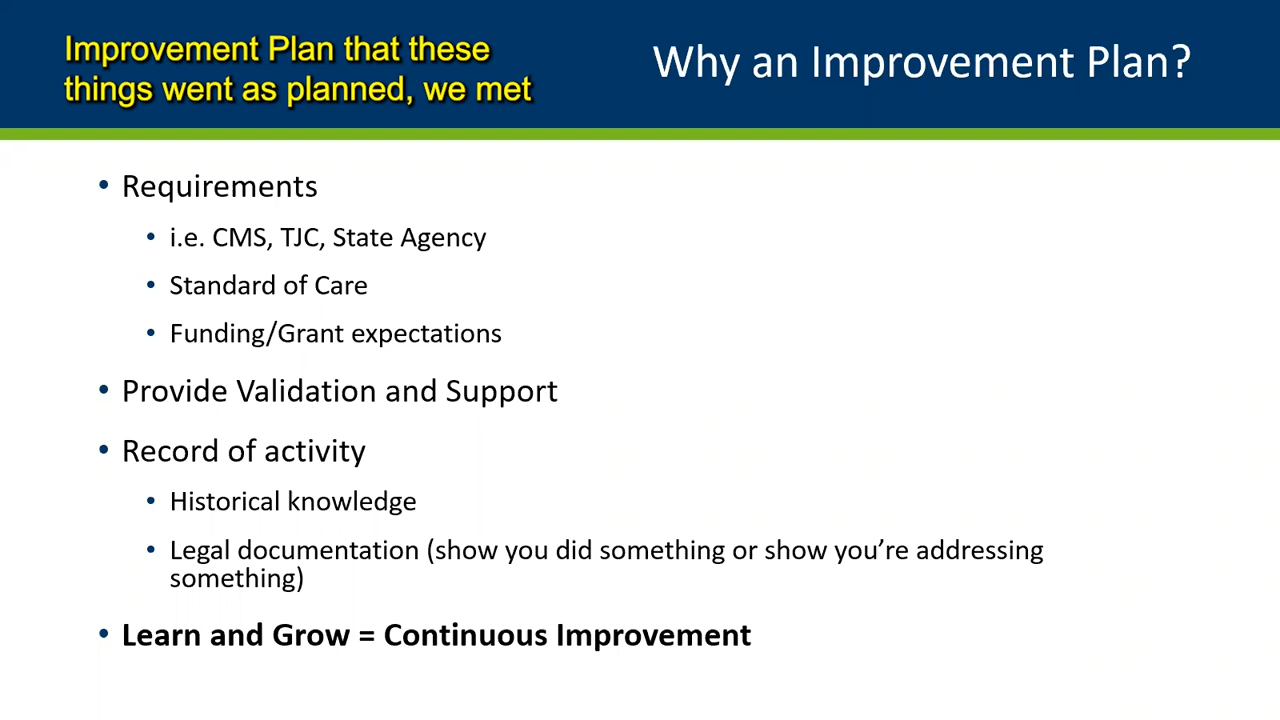 Improvement Plan that these
things went as planned, we met
Why an Improvement Plan?
• Requirements
• i.e. CMS, TJC, State Agency
• Standard of Care
• Funding/Grant expectations
• Provide Validation and Support
• Record of activity
• Historical knowledge
• Legal documentation (show you did something or show you’re addressing
something)
• Learn and Grow = Continuous Improvement